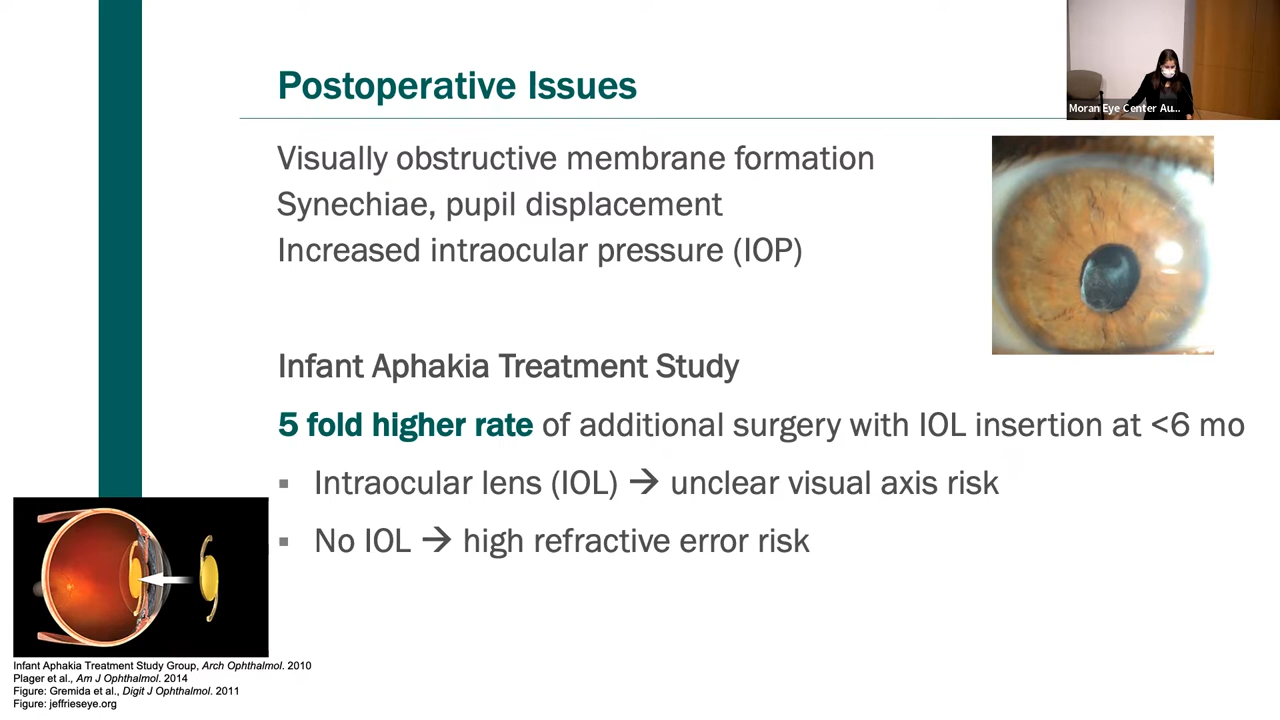 Postoperative Issues
Moran Eye Center Au...
Visually obstructive membrane formation
Synechiae, pupil displacement
Increased intraocular pressure (IOP)
Infant Aphakia Treatment Study
5 fold higher rate of additional surgery with IOL insertion at <6 mo
▪ Intraocular lens (IOL) → unclear visual axis risk
▪ No IOL → high refractive error risk
Infant Aphakia Treatment Study Group, Arch Ophthalmol. 2010
Plager et al., Am J Ophthalmol. 2014
Figure: Gremida et al., Digit J Ophthalmol. 2011
Figure: jeffrieseye.org